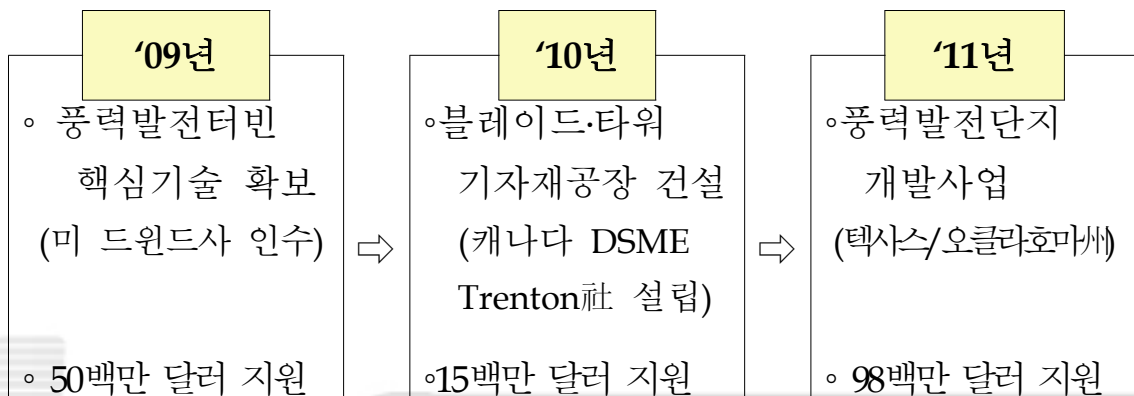 ‘09년
◦ 풍력발전터빈
핵심기술 확보
(미 드윈드사 인수)
◦ 50백만 달러 지원
⇨
‘10년
◦블레이드·타워
기자재공장 건설
(캐나다 DSME
Trenton社 설립)
◦15백만 달러 지원
⇨
‘11년
◦풍력발전단지
개발사업
(텍사스/오클라호마州)
◦ 98백만 달러 지원